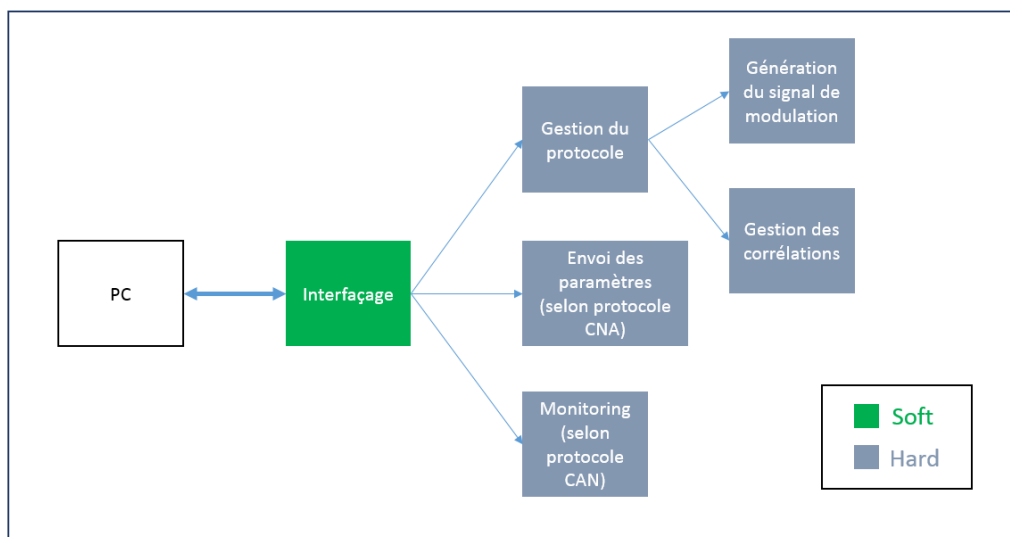 Génération
du signal de
modulation
Gestion du
protocole
Gestion des
corrélations
PC
Interfaçage
Envoi des
paramètres
(selon protocole
CNA)
Monitoring
(selon
protocole
CAN)
Soft
Hard